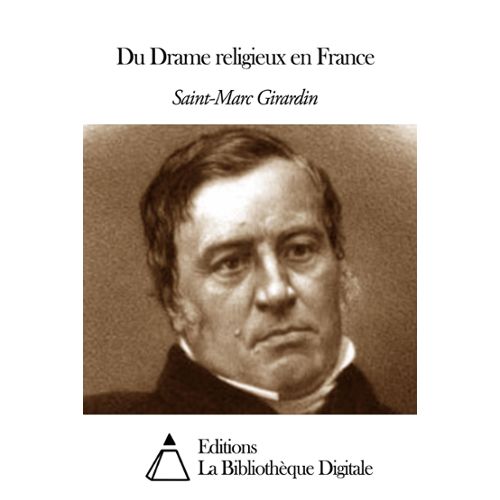 Du Drame religieux en France
Saint-Marc Girardin
Editions
La Bibliothèque Digitale